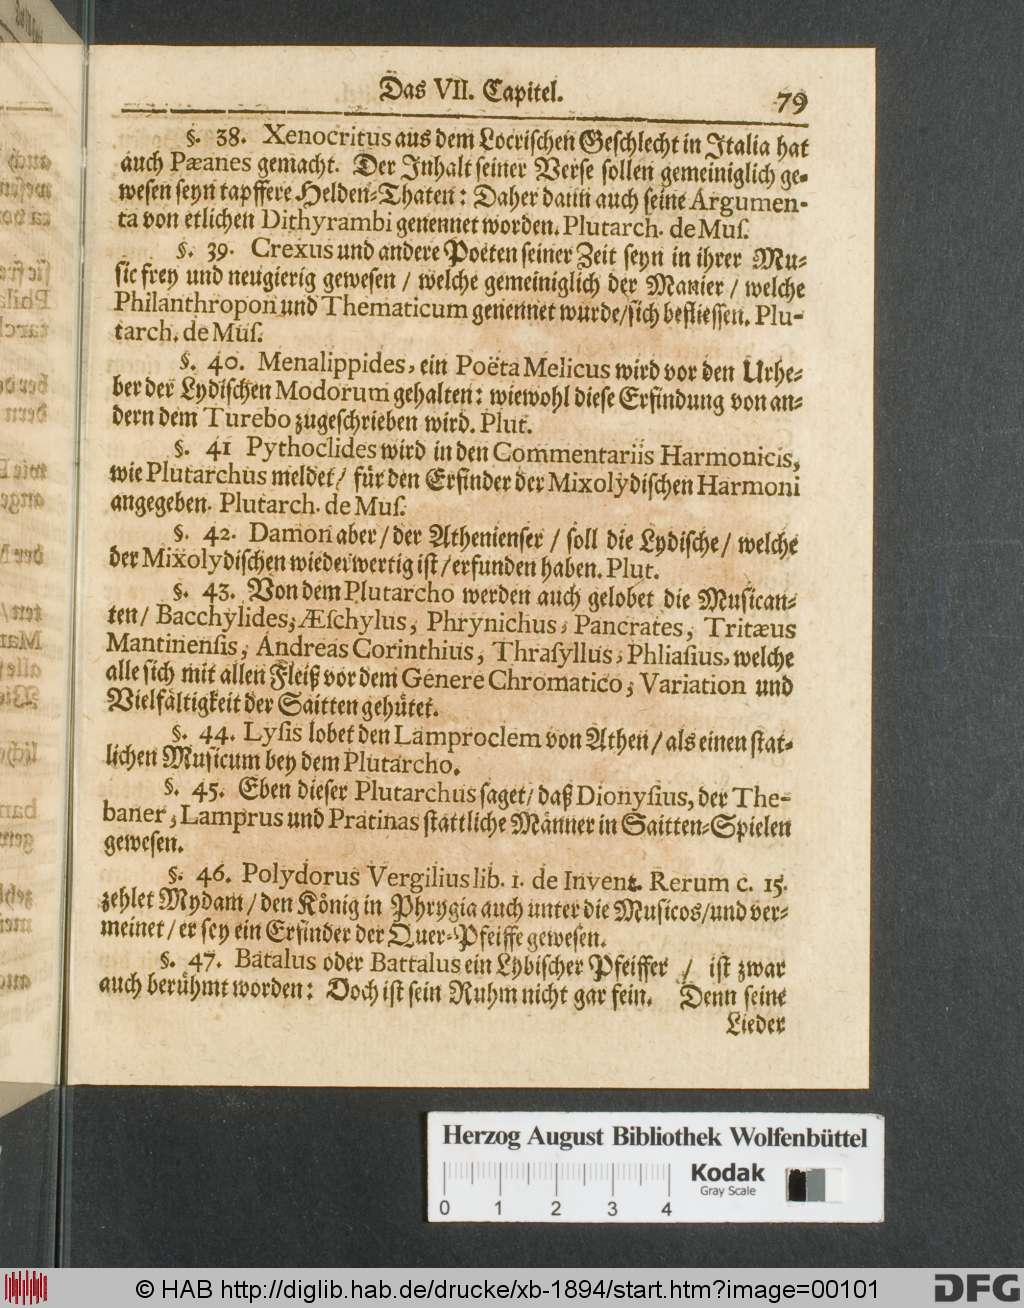 Das VII. Capitel.
79
§. 38. Xenocritus aus dem Locrischen Geschlecht in Italia hat
auch Pæanes gemacht. Der Inhalt seiner Verse sollen gemeiniglich ge-
wesen seyn tapffere Helden-Thaten: Daher dann auch seine Argumen-
ta von etlichen Dithyrambi genennet worden. Plutarch. de Mus.
§. 39. Crexus und andere Poeten seiner Zeit seyn in ihrer Mu-
sic frey und neugierig gewesen / welche gemeiniglich der Manier / welche
Philanthropon und Thematicum genennet wurde/sich befliessen. Plu-
tarch. de Mus.
§. 40. Menalippides, ein Poëta Melicus wird vor den Urhe-
ber der Lydischen Modorum gehalten: wiewohl diese Erfindung von an-
dern dem Turebo zugeschrieben wird. Plut.
§. 41 Pythoclides wird in den Commentariis Harmonicis,
wie Plutarchus meldet/ für den Erfinder der Mixolydischen Harmoni
angegeben. Plutarch. de Mus.
§. 42. Damon aber/der Athenienser / soll die Lydische/ welche
der Mixolydischen wiederwertig ist/erfunden haben. Plut.
§. 43. Von dem Plutarcho werden auch gelobet die Musican-
ten/ Bacchylides, Æschylus, Phrynichus, Pancrates, Tritæus
Mantinensis, Andreas Corinthius, Thrasyllus, Phliasius, welche
alle sich mit allen Fleiß vor dem Genere Chromatico, Variation und
Vielfältigkeit der Saitten gehütet.
§. 44. Lysis lobet den Lamproclem von Athen/als einen stat-
lichen Musicum bey dem Plutarcho.
§. 45. Eben dieser Plutarchus saget/daß Dionysius, der The-
baner, Lamprus und Pratinas stattliche Männer in Saitten-Spielen
gewesen.
§. 46. Polydorus Vergilius lib. 1. de Invent. Rerum c. 15.
zehlet Mydam/den König in Phrygia auch unter die Musicos/und ver-
meinet/er sey ein Erfinder der Quer-Pfeiffe gewesen.
§. 47. Batalus oder Battalus ein Lybischer Pfeiffer / ist zwar
auch berühmt worden: Doch ist sein Ruhm nicht gar fein. Denn seine
Lieder
Herzog August Bibliothek Wolfenbüttel
Kodak
Gray Scale
0 1 2 3 4
© HAB http://diglib.hab.de/drucke/xb-1894/start.htm?image=00101
DFG